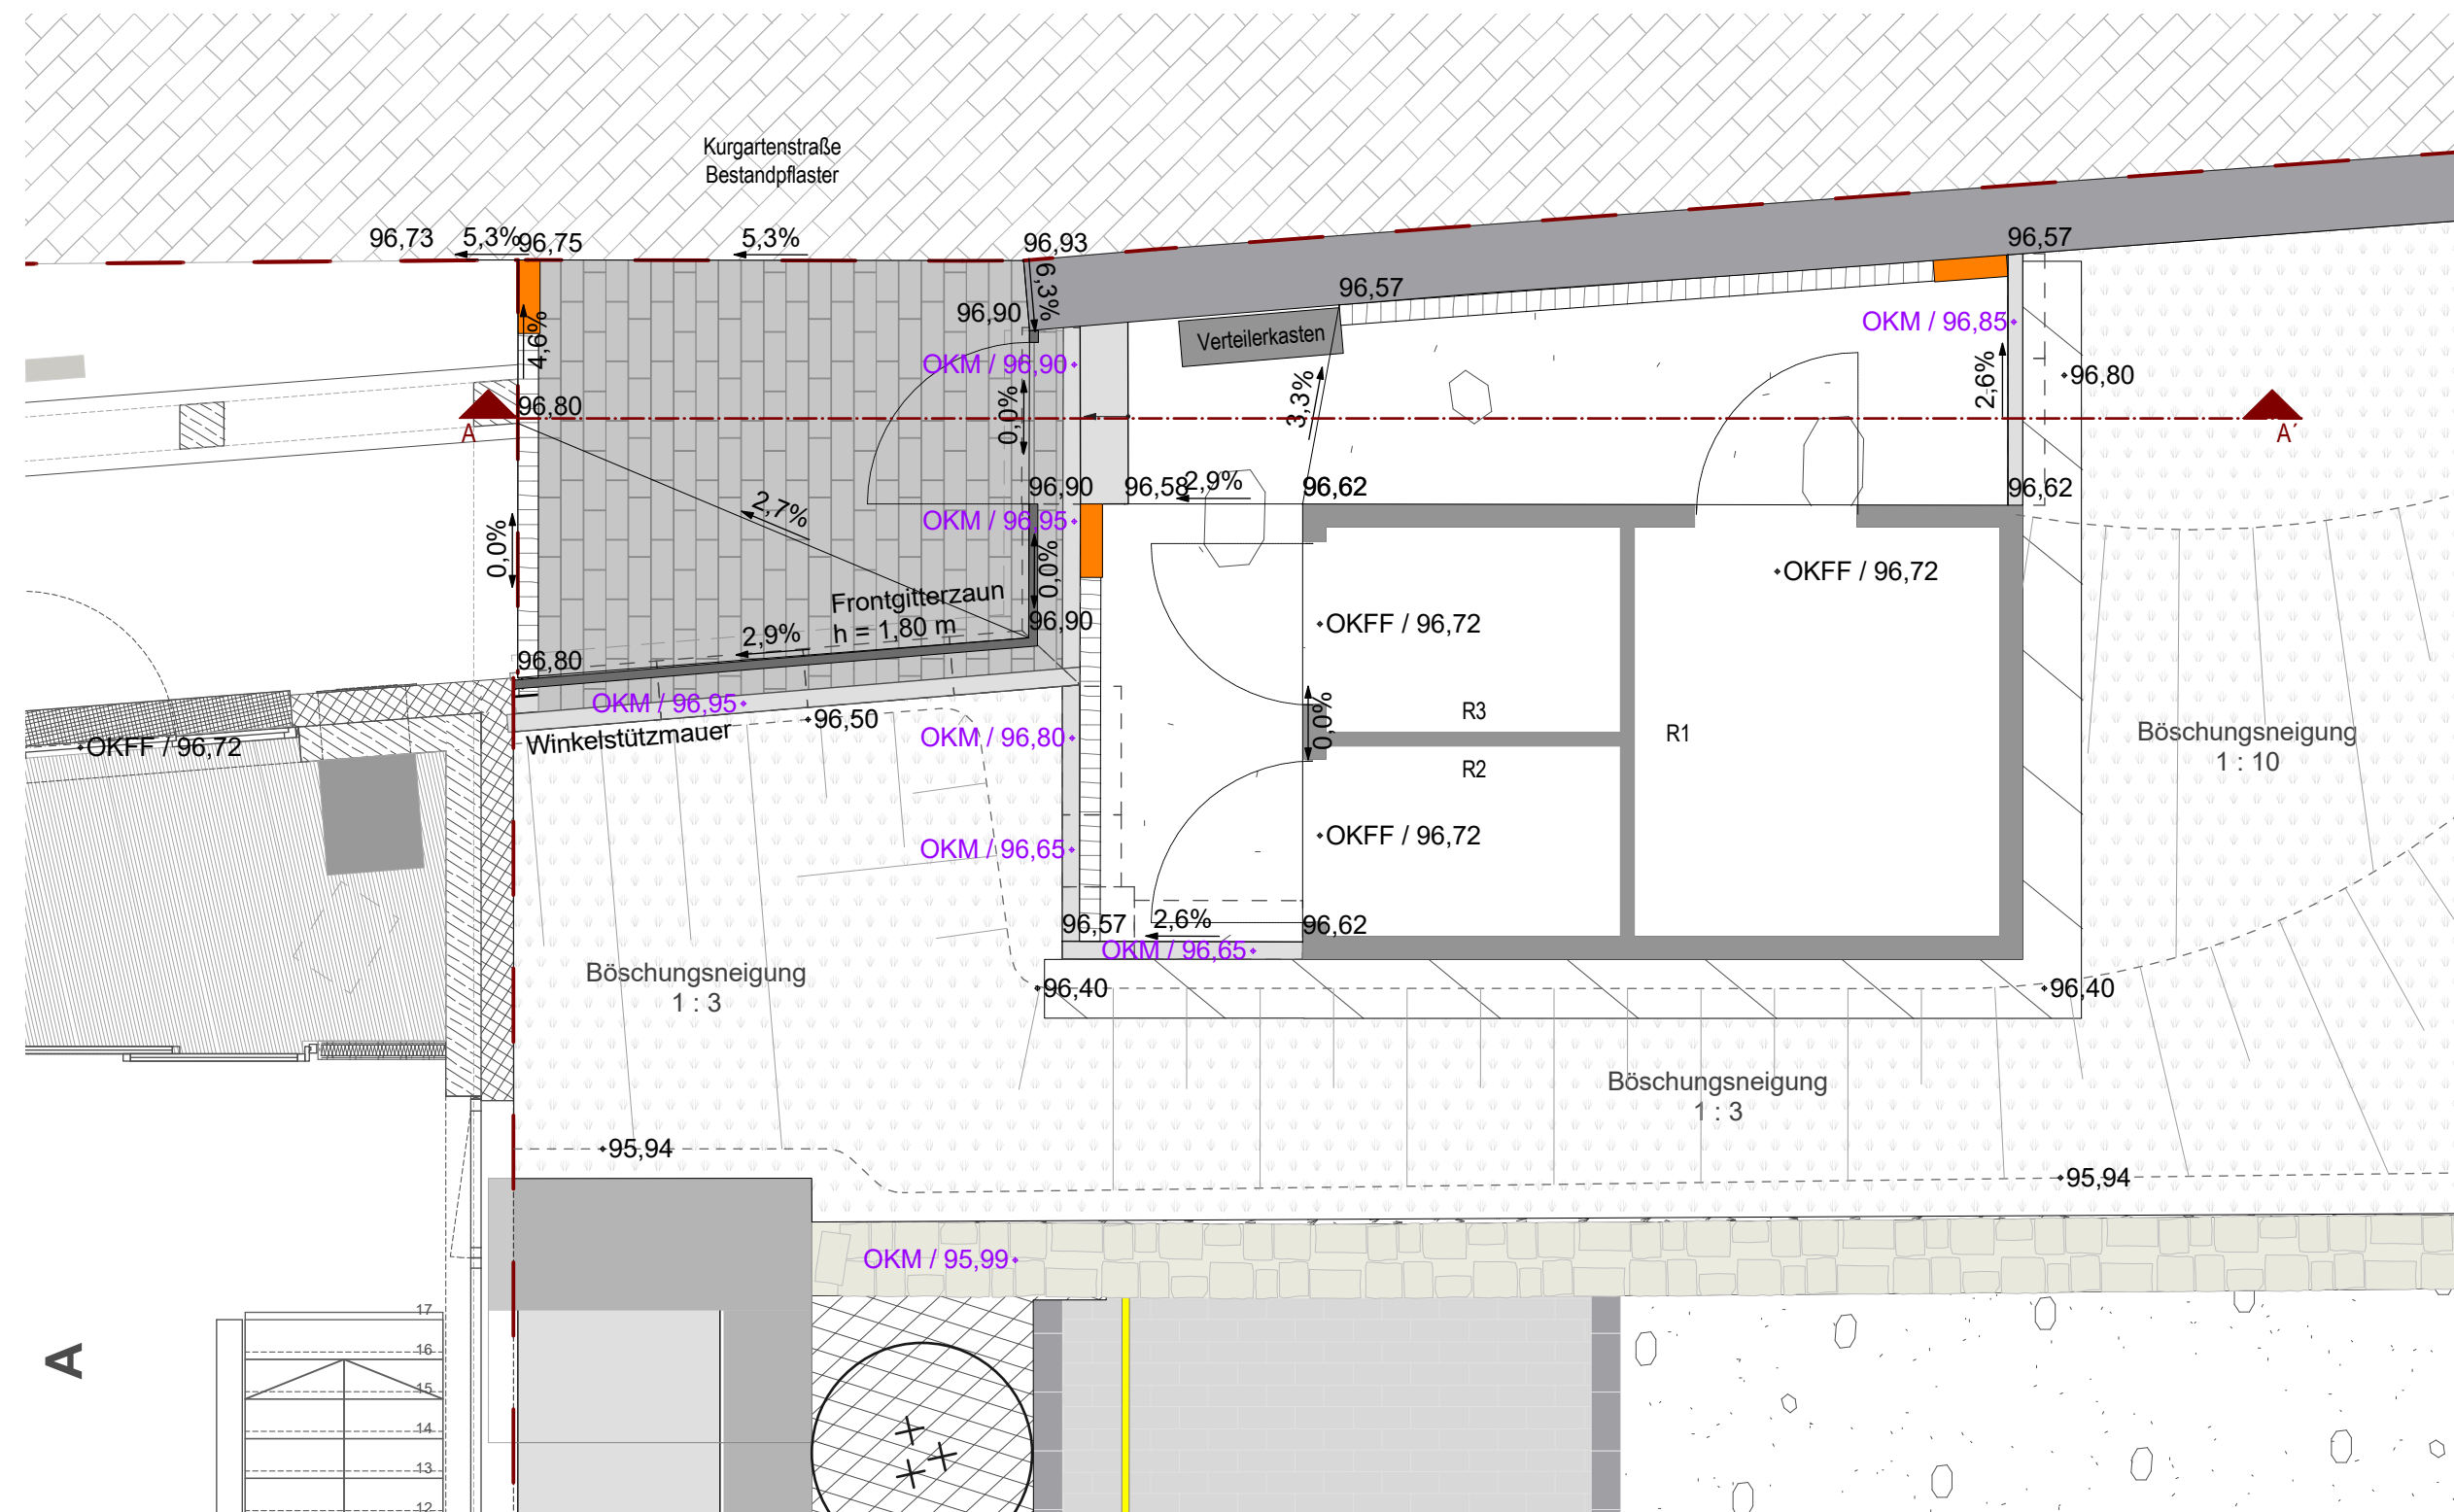 Kurgartenstraße
Bestandpflaster
96,73
5,3%
96,75
5,3%
96,93
96,57
6,3%
96,57
96,90
4,6%
Verteilerkasten
OKM / 96,85
OKM / 96,90
96,80
2,6%
96,80
0,0%
3,3%
A
A´
96,90
96,58
2,9%
96,62
96,62
2,7%
OKM / 96,95
0,0%
0,0%
OKFF / 96,72
Frontgitterzaun
h = 1,80 m
96,90
OKFF / 96,72
2,9%
96,80
OKM / 96,95
96,50
R3
0,0%
R1
Böschungsneigung
1 : 10
Winkelstützmauer
OKM / 96,80
OKFF / 96,72
R2
OKM / 96,65
OKFF / 96,72
96,57
2,6%
96,62
OKM / 96,65
Böschungsneigung
1 : 3
96,40
96,40
Böschungsneigung
1 : 3
95,94
95,94
OKM / 95,99
17
16
A
15
14
13
12